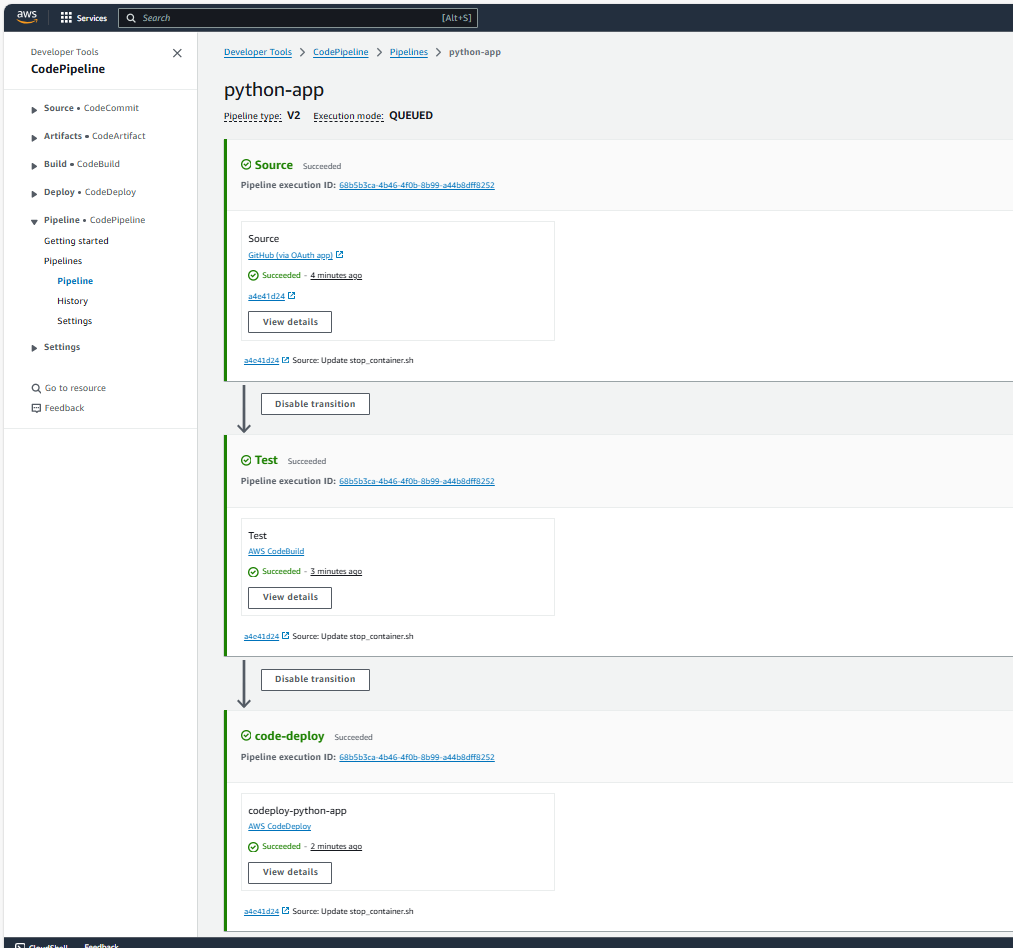 aws Services Search [Alt+S]
Developer Tools
CodePipeline
Source • CodeCommit
Artifacts • CodeArtifact
Build • CodeBuild
Deploy • CodeDeploy
Pipeline • CodePipeline
Getting started
Pipelines
Pipeline
History
Settings
Settings
Go to resource
Feedback
Developer Tools > CodePipeline > Pipelines > python-app
python-app
Pipeline type: V2 Execution mode: QUEUED
Source Succeeded
Pipeline execution ID: 68b5b3ca-4b46-4f0b-8b99-a44b8dff8252
Source
GitHub (via OAuth app)
Succeeded - 4 minutes ago
a4e41d24
View details
a4e41d24 Source: Update stop_container.sh
Disable transition
Test Succeeded
Pipeline execution ID: 68b5b3ca-4b46-4f0b-8b99-a44b8dff8252
Test
AWS CodeBuild
Succeeded - 3 minutes ago
View details
a4e41d24 Source: Update stop_container.sh
Disable transition
code-deploy Succeeded
Pipeline execution ID: 68b5b3ca-4b46-4f0b-8b99-a44b8dff8252
codeploy-python-app
AWS CodeDeploy
Succeeded - 2 minutes ago
View details
a4e41d24 Source: Update stop_container.sh
CloudShell Feedback